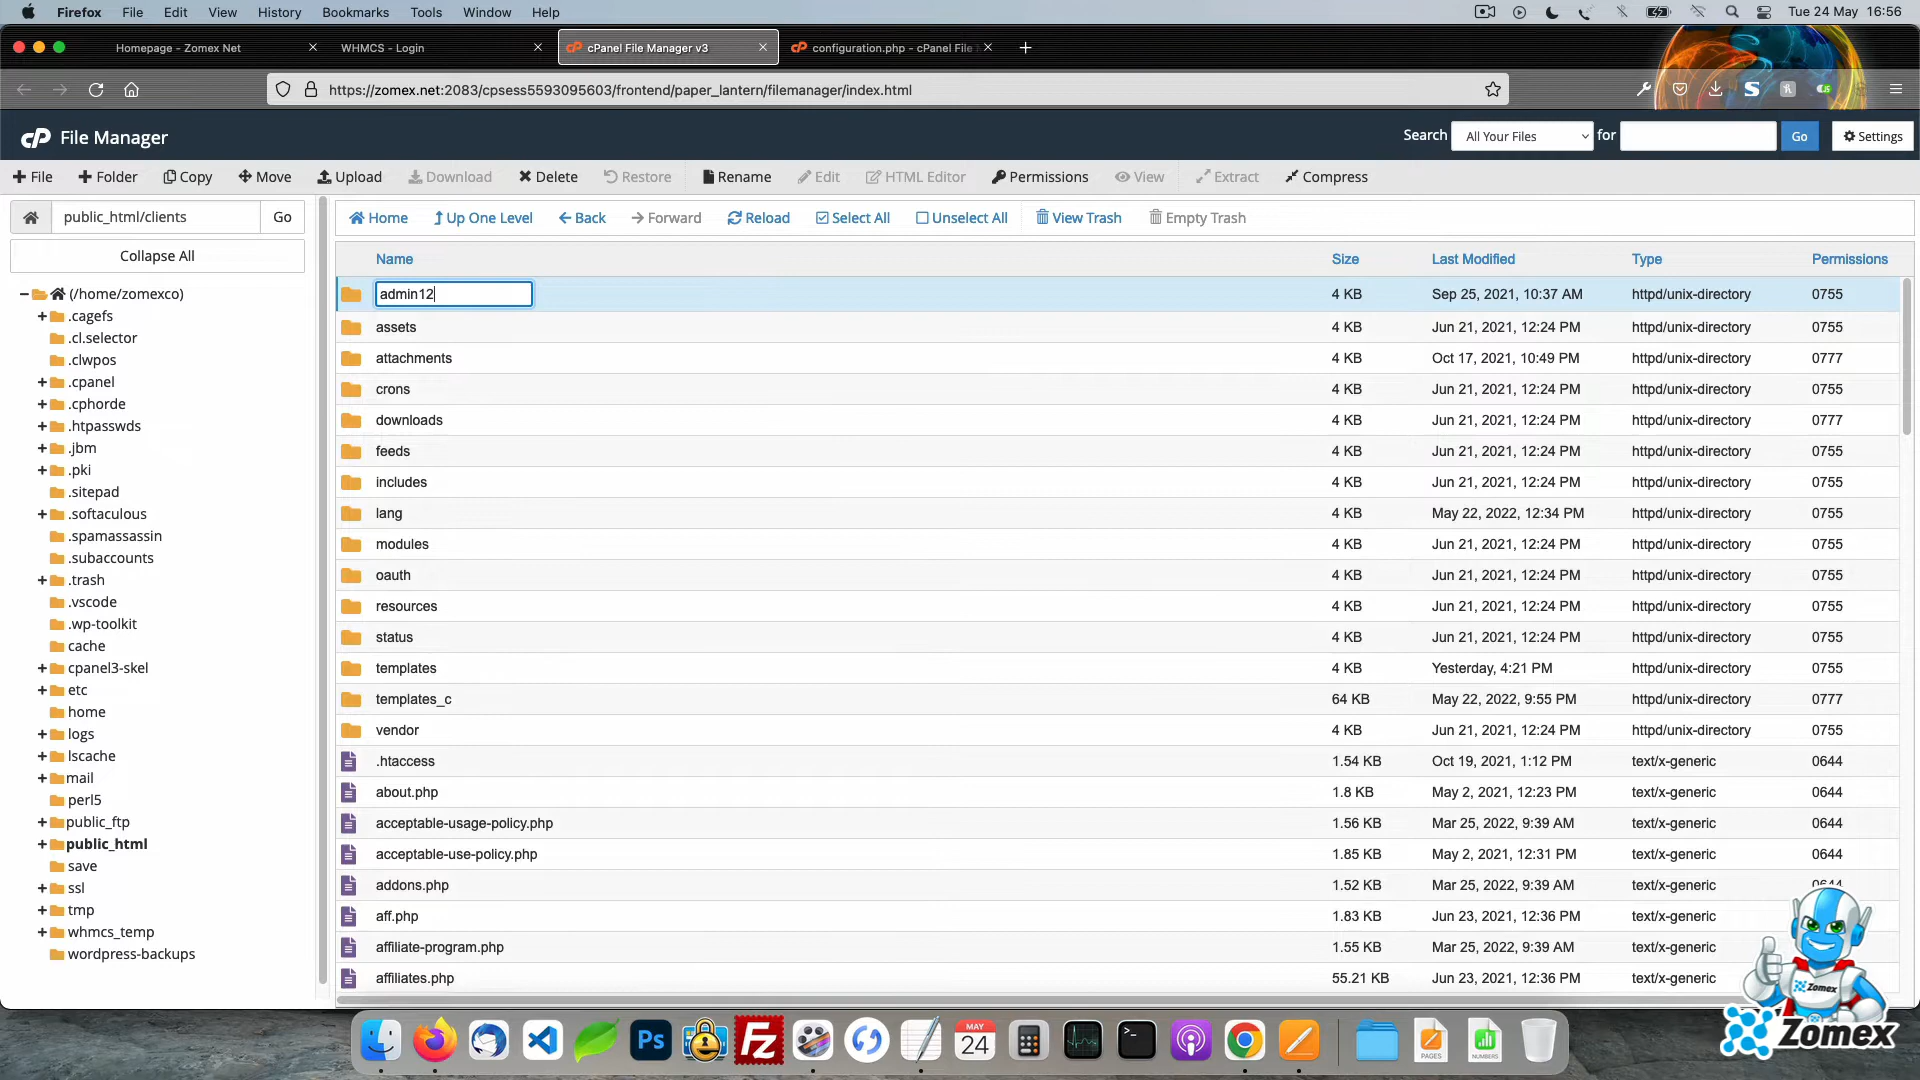 Firefox File Edit View History Bookmarks Tools Window Help Tue 24 May 16:56
Homepage - Zomex Net WHMCS - Login cPanel File Manager v3 configuration.php - cPanel File
https://zomex.net:2083/cpsess5593095603/frontend/paper_lantern/filemanager/index.html
cP File Manager Search All Your Files for Go Settings
File Folder Copy Move Upload Download Delete Restore Rename Edit HTML Editor Permissions View Extract Compress
public_html/clients Go
Collapse All
(/home/zomexco)
.cagefs
.cl.selector
.clwpos
.cpanel
.cphorde
.htpasswds
.jbm
.pki
.sitepad
.softaculous
.spamassassin
.subaccounts
.trash
.vscode
.wp-toolkit
cache
cpanel3-skel
etc
home
logs
lscache
mail
perl5
public_ftp
public_html
save
ssl
tmp
whmcs_temp
wordpress-backups
Home Up One Level Back Forward Reload Select All Unselect All View Trash Empty Trash
Name Size Last Modified Type Permissions
admin12 4 KB Sep 25, 2021, 10:37 AM httpd/unix-directory 0755
assets 4 KB Jun 21, 2021, 12:24 PM httpd/unix-directory 0755
attachments 4 KB Oct 17, 2021, 10:49 PM httpd/unix-directory 0777
crons 4 KB Jun 21, 2021, 12:24 PM httpd/unix-directory 0755
downloads 4 KB Jun 21, 2021, 12:24 PM httpd/unix-directory 0777
feeds 4 KB Jun 21, 2021, 12:24 PM httpd/unix-directory 0755
includes 4 KB Jun 21, 2021, 12:24 PM httpd/unix-directory 0755
lang 4 KB May 22, 2022, 12:34 PM httpd/unix-directory 0755
modules 4 KB Jun 21, 2021, 12:24 PM httpd/unix-directory 0755
oauth 4 KB Jun 21, 2021, 12:24 PM httpd/unix-directory 0755
resources 4 KB Jun 21, 2021, 12:24 PM httpd/unix-directory 0755
status 4 KB Jun 21, 2021, 12:24 PM httpd/unix-directory 0755
templates 4 KB Yesterday, 4:21 PM httpd/unix-directory 0755
templates_c 64 KB May 22, 2022, 9:55 PM httpd/unix-directory 0777
vendor 4 KB Jun 21, 2021, 12:24 PM httpd/unix-directory 0755
.htaccess 1.54 KB Oct 19, 2021, 1:12 PM text/x-generic 0644
about.php 1.8 KB May 2, 2021, 12:23 PM text/x-generic 0644
acceptable-usage-policy.php 1.56 KB Mar 25, 2022, 9:39 AM text/x-generic 0644
acceptable-use-policy.php 1.85 KB May 2, 2021, 12:31 PM text/x-generic 0644
addons.php 1.52 KB Mar 25, 2022, 9:39 AM text/x-generic 0644
aff.php 1.83 KB Jun 23, 2021, 12:36 PM text/x-generic
affiliate-program.php 1.55 KB Mar 25, 2022, 9:39 AM text/x-generic
affiliates.php 55.21 KB Jun 23, 2021, 12:36 PM text/x-generic
Zomex
Zomex
Ps
Fz
MAY
24
PAGES
NUMBERS